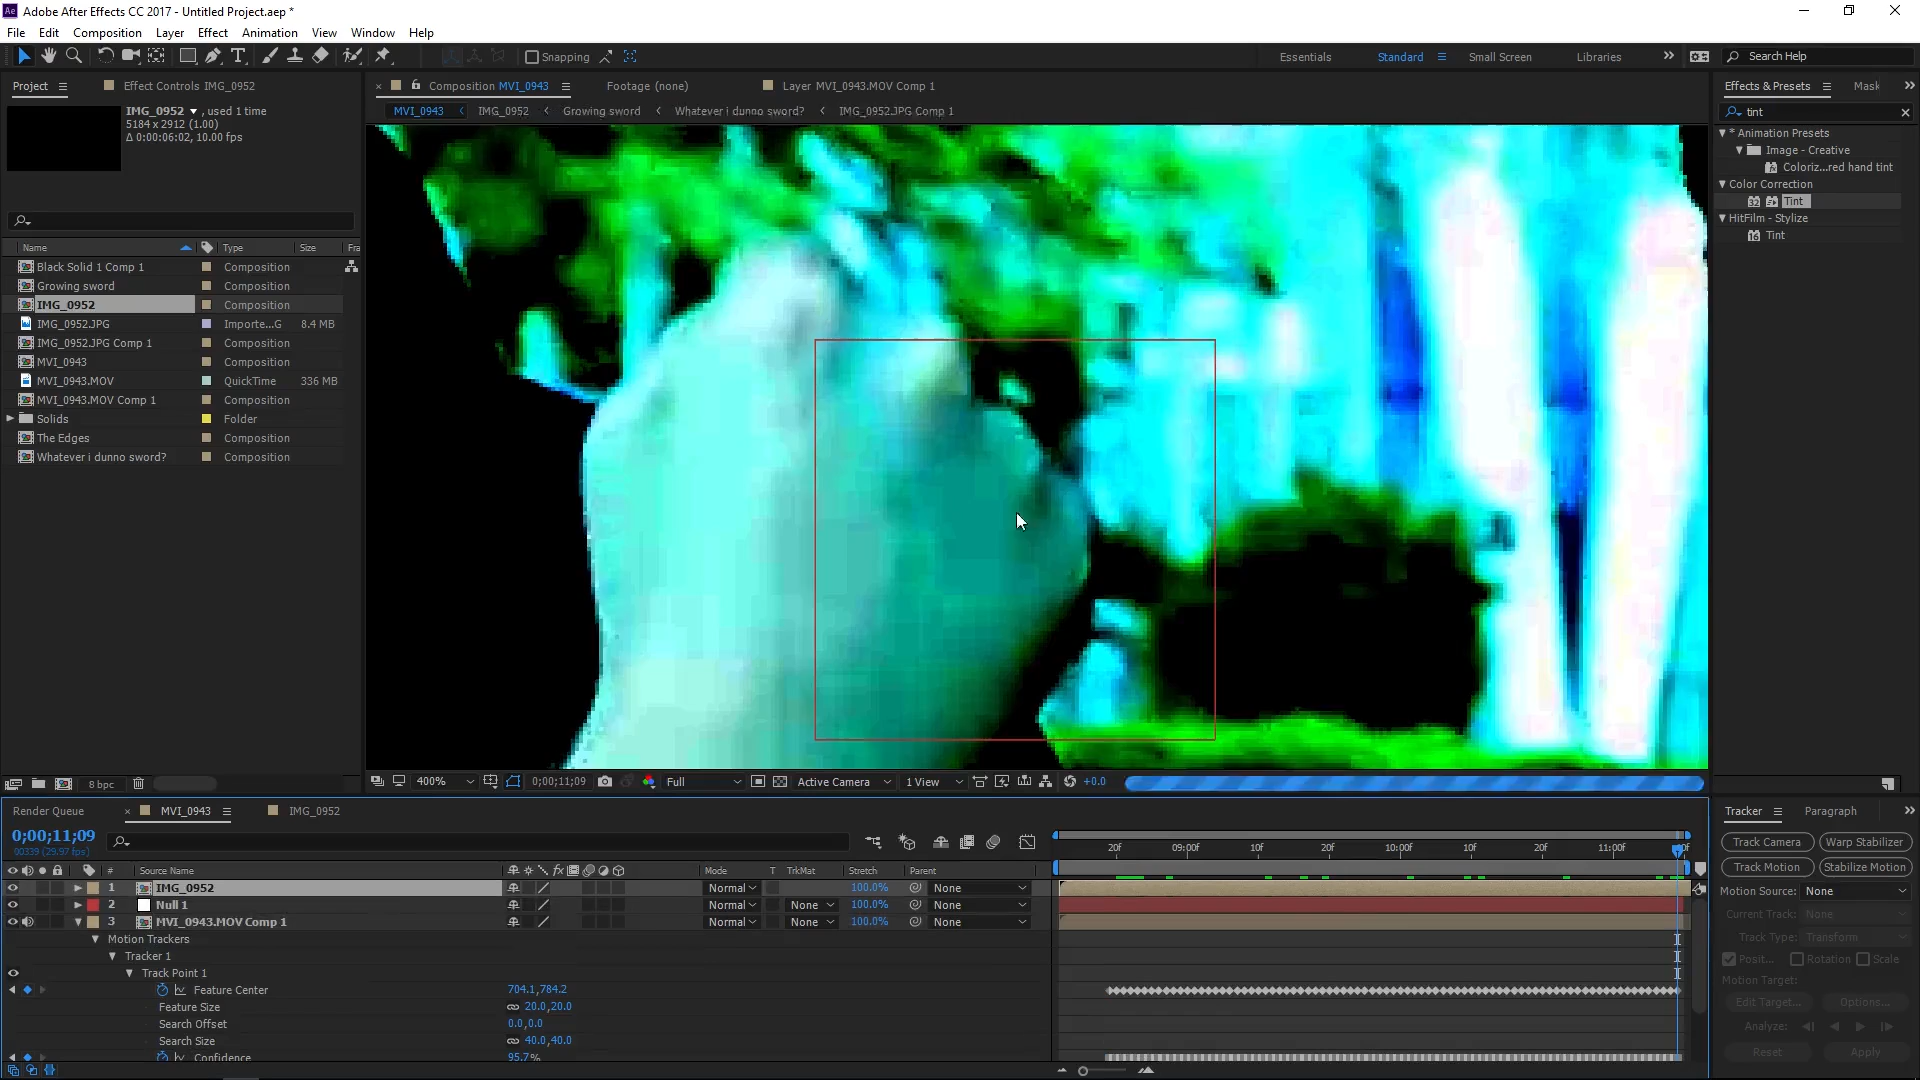 Adobe After Effects CC 2017 - Untitled Project.aep *
File Edit Composition Layer Effect Animation View Window Help
Snapping Essentials Standard Small Screen Libraries Search Help
Project Effect Controls IMG_0952
Composition MVI_0943 Footage (none) Layer MVI_0943.MOV Comp 1
Effects & Presets Mask
MVI_0943 IMG_0952 Growing sword Whatever i dunno sword? IMG_0952.JPG Comp 1
IMG_0952 , used 1 time
5184 x 2912 (1.00)
Δ 0:00:06:02, 10.00 fps
tint
* Animation Presets
Image - Creative
Coloriz...red hand tint
Color Correction
Tint
HitFilm - Stylize
Tint
Name Type Size Fra
Black Solid 1 Comp 1 Composition
Growing sword Composition
IMG_0952 Composition
IMG_0952.JPG Importe...G 8.4 MB
IMG_0952.JPG Comp 1 Composition
MVI_0943 Composition
MVI_0943.MOV QuickTime 336 MB
MVI_0943.MOV Comp 1 Composition
Solids Folder
The Edges Composition
Whatever i dunno sword? Composition
8 bpc
400% 0;00;11;09 Full Active Camera 1 View +0.0
Render Queue MVI_0943 IMG_0952
0;00;11;09
00339 (29.97 fps)
20f 09:00f 10f 20f 10:00f 10f 20f 11:00f
# Source Name Mode T TrkMat Stretch Parent
1 IMG_0952 Normal 100.0% None
2 Null 1 Normal None 100.0% None
3 MVI_0943.MOV Comp 1 Normal None 100.0% None
Motion Trackers
Tracker 1
Track Point 1
Feature Center 704.1,784.2
Feature Size 20.0,20.0
Search Offset 0.0,0.0
Search Size 40.0,40.0
Confidence 95.7%
Tracker Paragraph
Track Camera Warp Stabilizer
Track Motion Stabilize Motion
Motion Source: None
Current Track: None
Track Type: Transform
Posit... Rotation Scale
Motion Target:
Edit Target... Options...
Analyze:
Reset Apply